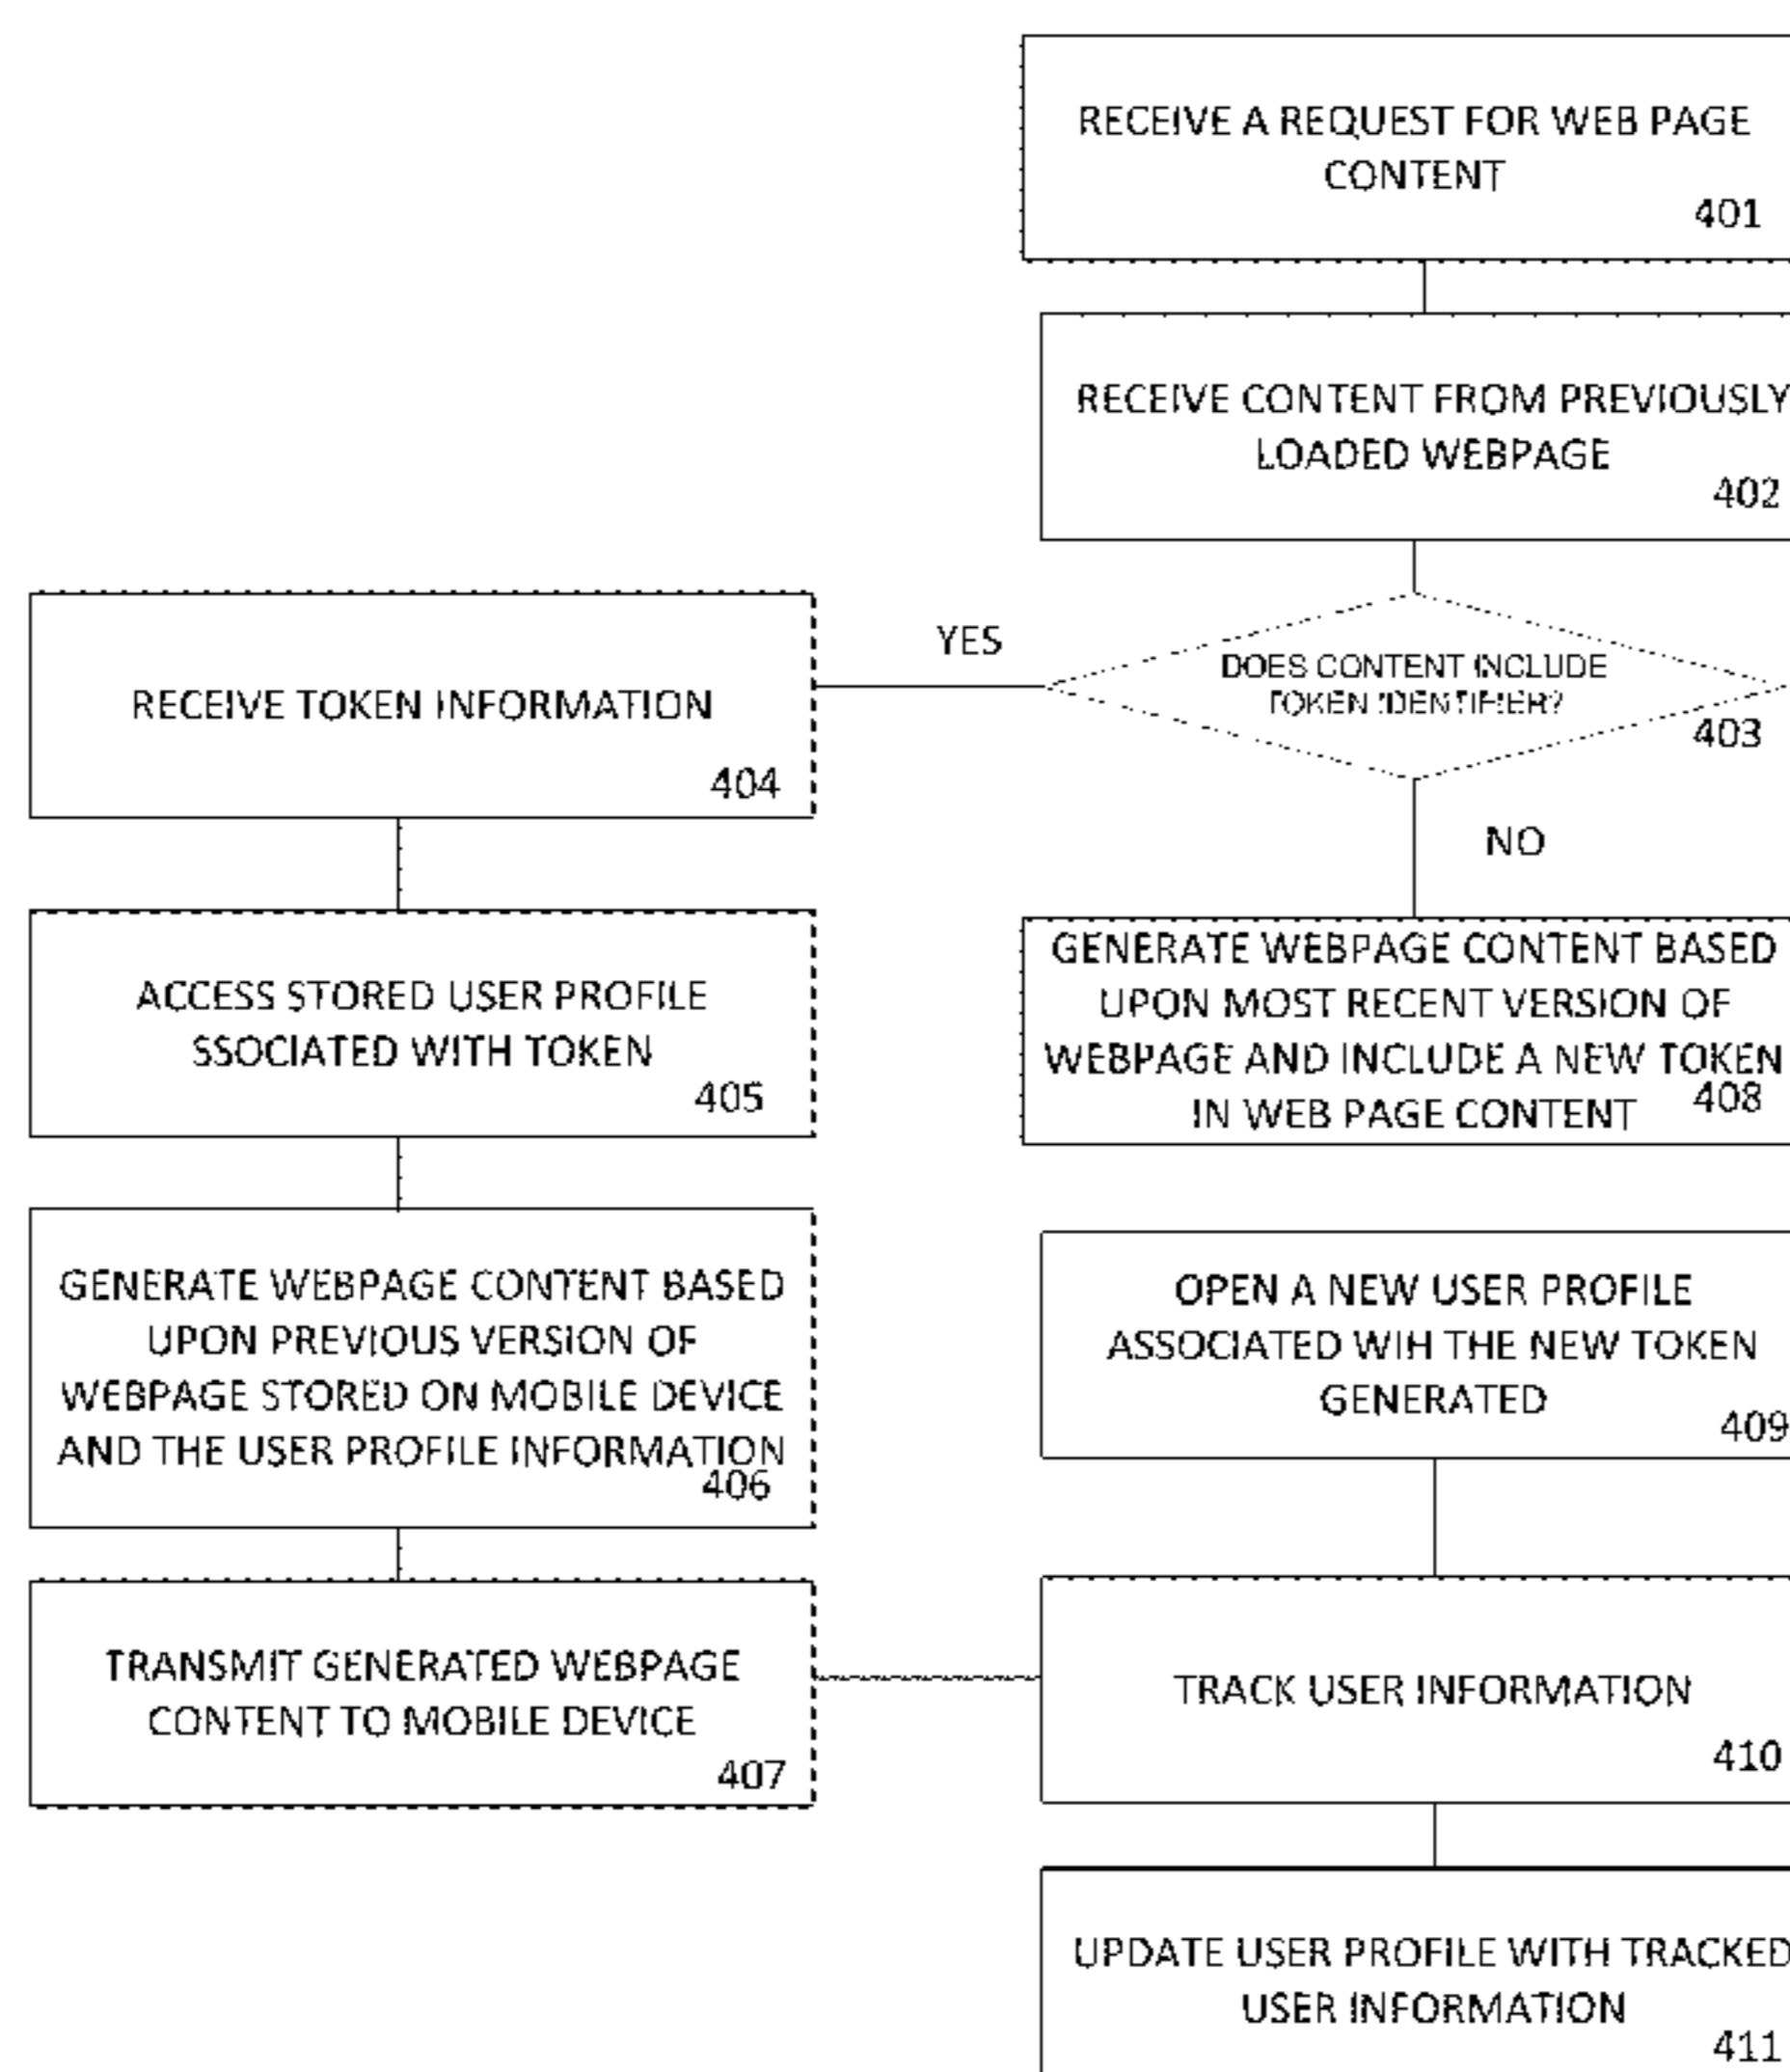 RECEIVE A REQUEST FOR WEB PAGE
CONTENT
401
RECEIVE CONTENT FROM PREVIOUSLY
LOADED WEBPAGE
402
DOES CONTENT INCLUDE
TOKEN IDENTIFIER?
403
YES
NO
RECEIVE TOKEN INFORMATION
404
ACCESS STORED USER PROFILE
SSOCIATED WITH TOKEN
405
GENERATE WEBPAGE CONTENT BASED
UPON PREVIOUS VERSION OF
WEBPAGE STORED ON MOBILE DEVICE
AND THE USER PROFILE INFORMATION
406
TRANSMIT GENERATED WEBPAGE
CONTENT TO MOBILE DEVICE
407
GENERATE WEBPAGE CONTENT BASED
UPON MOST RECENT VERSION OF
WEBPAGE AND INCLUDE A NEW TOKEN
IN WEB PAGE CONTENT
408
OPEN A NEW USER PROFILE
ASSOCIATED WIH THE NEW TOKEN
GENERATED
409
TRACK USER INFORMATION
410
UPDATE USER PROFILE WITH TRACKED
USER INFORMATION
411